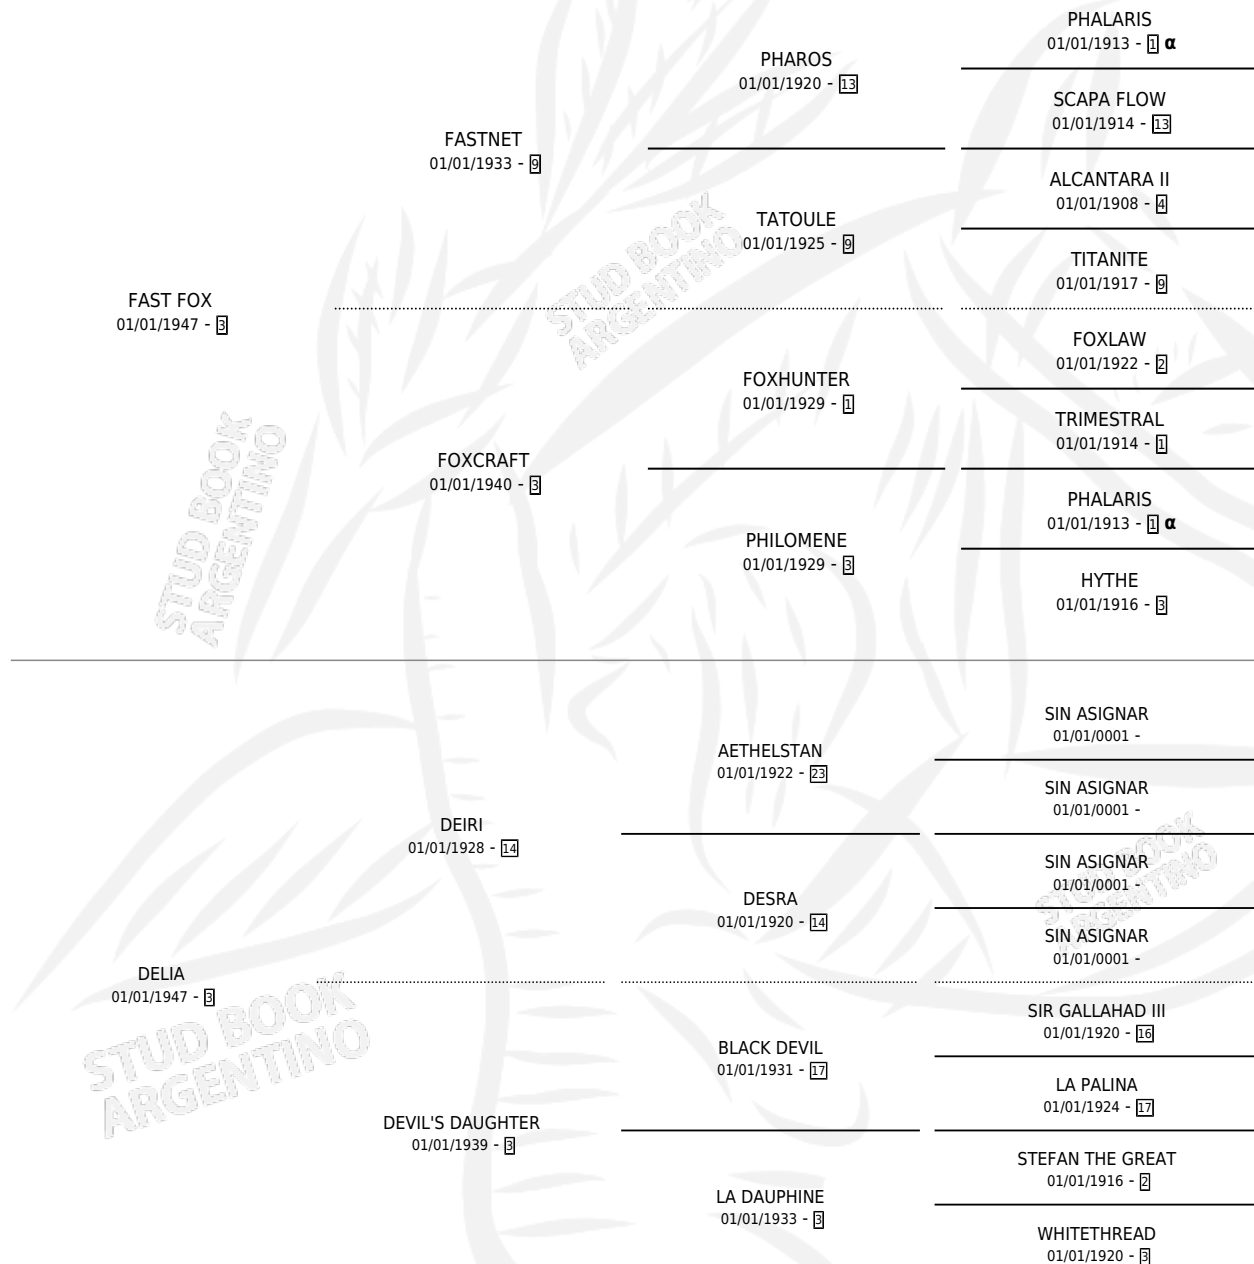 PHALARIS
01/01/1913 - 1 α
PHAROS
01/01/1920 - 13
SCAPA FLOW
01/01/1914 - 13
FASTNET
01/01/1933 - 9
ALCANTARA II
01/01/1908 - 4
TATOULE
01/01/1925 - 9
TITANITE
01/01/1917 - 9
FAST FOX
01/01/1947 - 3
FOXLAW
01/01/1922 - 2
FOXHUNTER
01/01/1929 - 1
TRIMESTRAL
01/01/1914 - 1
FOXCRAFT
01/01/1940 - 3
PHALARIS
01/01/1913 - 1 α
PHILOMENE
01/01/1929 - 3
HYTHE
01/01/1916 - 3
SIN ASIGNAR
01/01/0001 -
AETHELSTAN
01/01/1922 - 23
SIN ASIGNAR
01/01/0001 -
DEIRI
01/01/1928 - 14
SIN ASIGNAR
01/01/0001 -
DESRA
01/01/1920 - 14
SIN ASIGNAR
01/01/0001 -
DELIA
01/01/1947 - 3
SIR GALLAHAD III
01/01/1920 - 16
BLACK DEVIL
01/01/1931 - 17
LA PALINA
01/01/1924 - 17
DEVIL'S DAUGHTER
01/01/1939 - 3
STEFAN THE GREAT
01/01/1916 - 2
LA DAUPHINE
01/01/1933 - 3
WHITETHREAD
01/01/1920 - 3
STUD BOOK
ARGENTINO
STUD BOOK
ARGENTINO
STUD BOOK
ARGENTINO
STUD BOOK
ARGENTINO